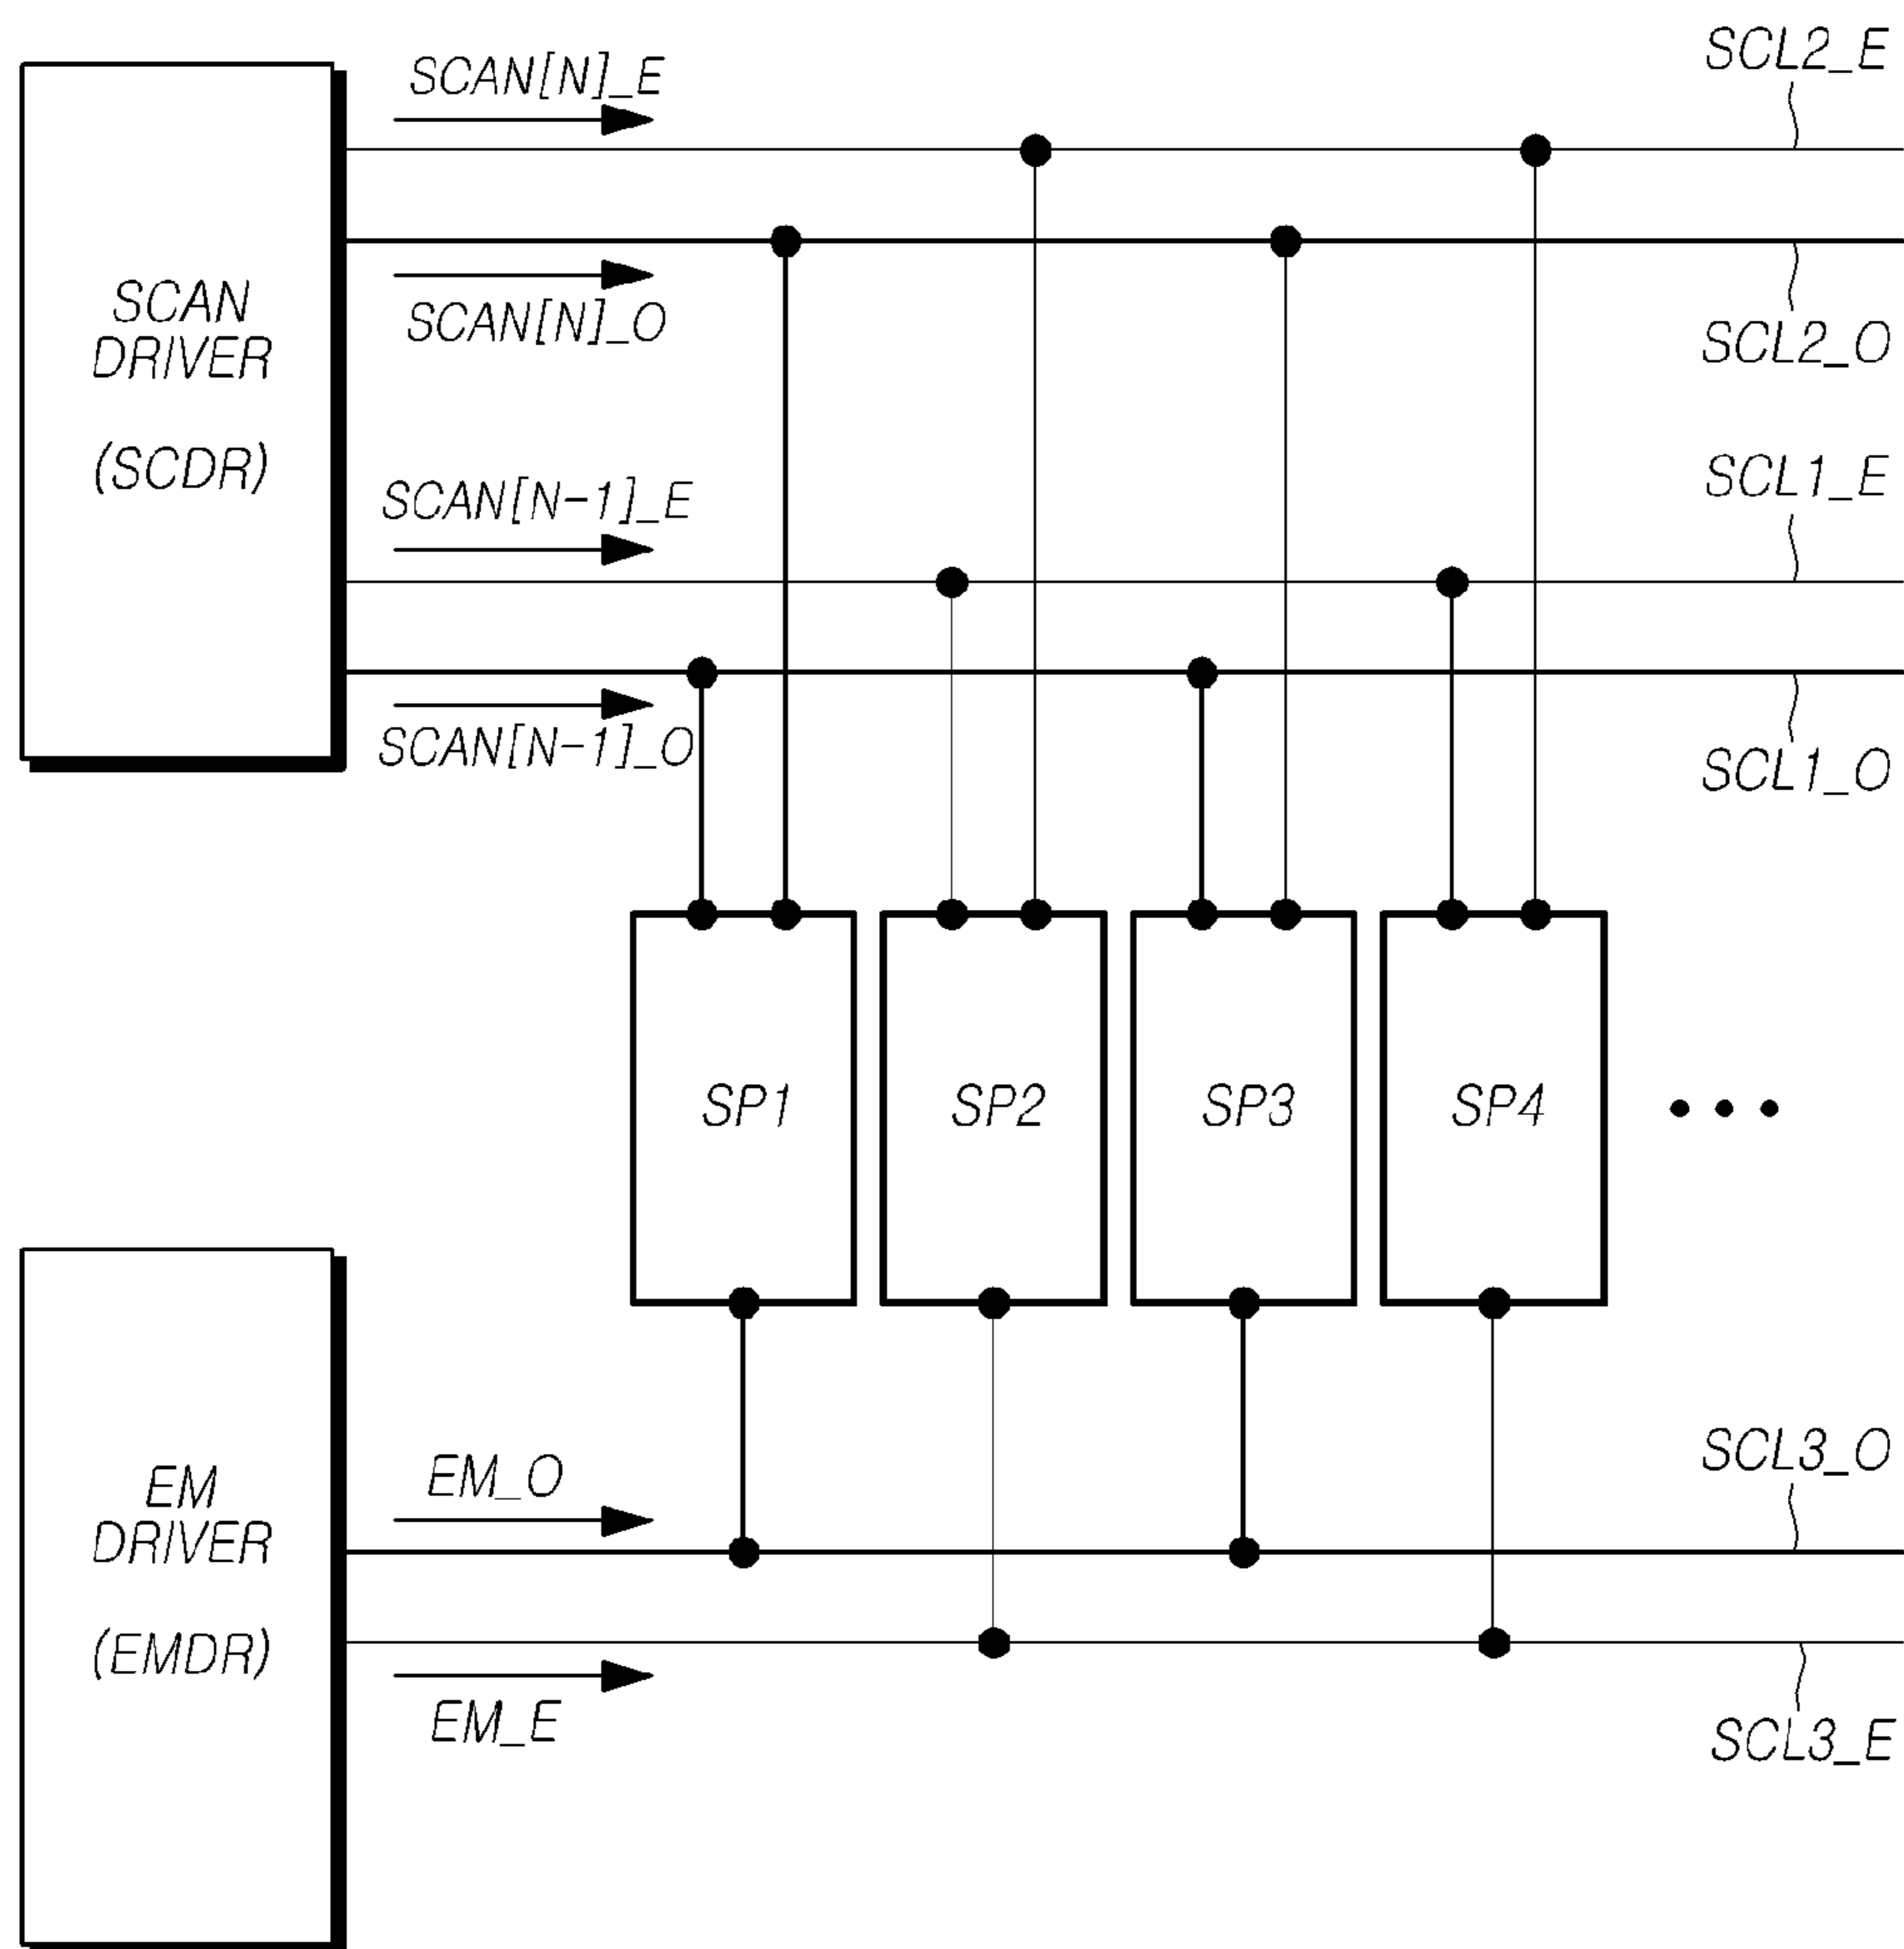 SCAN[N]_E
SCL2_E
SCAN
DRIVER
(SCDR)
SCAN[N]_O
SCL2_O
SCAN[N-1]_E
SCL1_E
SCAN[N-1]_O
SCL1_O
SP1
SP2
SP3
SP4
EM
DRIVER
(EMDR)
EM_O
SCL3_O
EM_E
SCL3_E